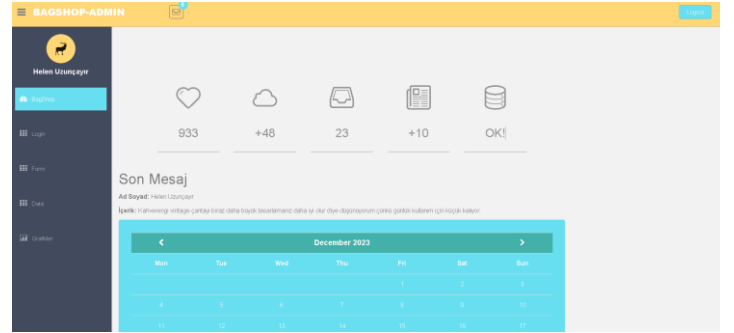 BAGSHOP-ADMIN
Logout
Helen Uzunçayır
BagShop
Login
Form
Data
Grafikler
933
+48
23
+10
OK!
Son Mesaj
Ad Soyad: Helen Uzunçayır
İçerik: Kahverengi vintage çantayı biraz daha büyük tasarlamanız daha iyi olur diye düşünüyorum çünkü günlük kullanım için küçük kalıyor.
December 2023
Mon Tue Wed Thu Fri Sat Sun
1 2 3
4 5 6 7 8 9 10
11 12 13 14 15 16 17